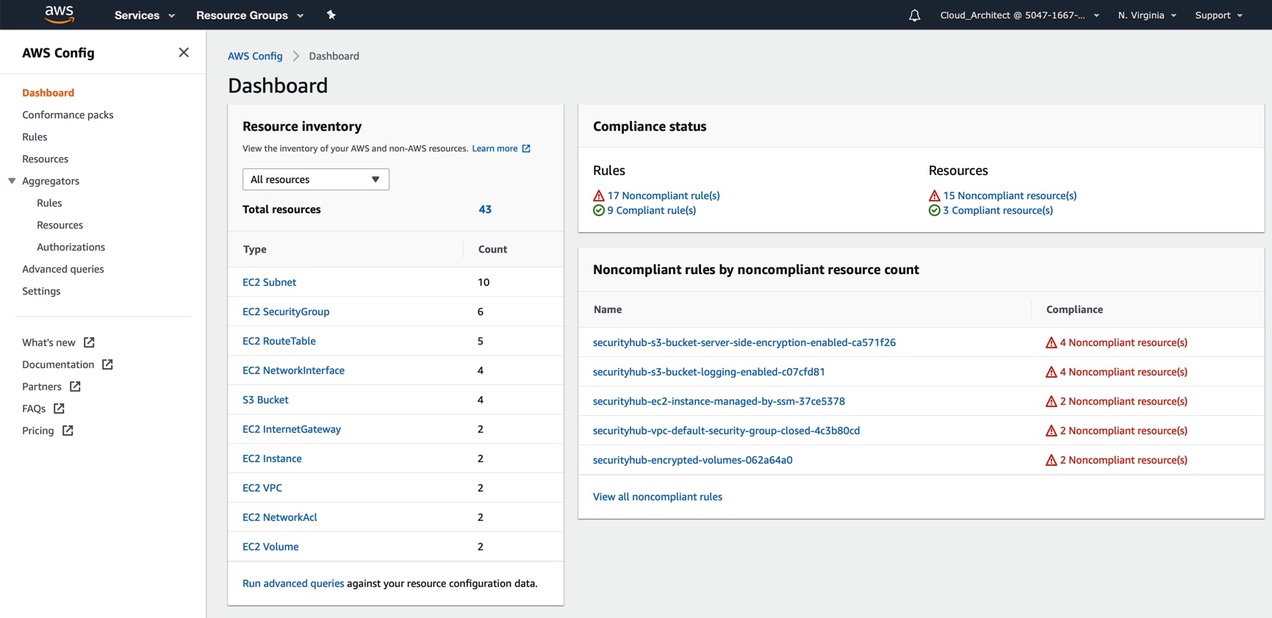 aws
Services
Resource Groups
Cloud_Architect @ 5047-1667-...
N. Virginia
Support
AWS Config
Dashboard
Conformance packs
Rules
Resources
Aggregators
Rules
Resources
Authorizations
Advanced queries
Settings
What's new
Documentation
Partners
FAQs
Pricing
AWS Config > Dashboard
Dashboard
Resource inventory
View the inventory of your AWS and non-AWS resources. Learn more
All resources
Total resources 43
Type Count
EC2 Subnet 10
EC2 SecurityGroup 6
EC2 RouteTable 5
EC2 NetworkInterface 4
S3 Bucket 4
EC2 InternetGateway 2
EC2 Instance 2
EC2 VPC 2
EC2 NetworkAcl 2
EC2 Volume 2
Run advanced queries against your resource configuration data.
Compliance status
Rules
17 Noncompliant rule(s)
9 Compliant rule(s)
Resources
15 Noncompliant resource(s)
3 Compliant resource(s)
Noncompliant rules by noncompliant resource count
Name Compliance
securityhub-s3-bucket-server-side-encryption-enabled-ca571f26 4 Noncompliant resource(s)
securityhub-s3-bucket-logging-enabled-c07cfd81 4 Noncompliant resource(s)
securityhub-ec2-instance-managed-by-ssm-37ce5378 2 Noncompliant resource(s)
securityhub-vpc-default-security-group-closed-4c3b80cd 2 Noncompliant resource(s)
securityhub-encrypted-volumes-062a64a0 2 Noncompliant resource(s)
View all noncompliant rules